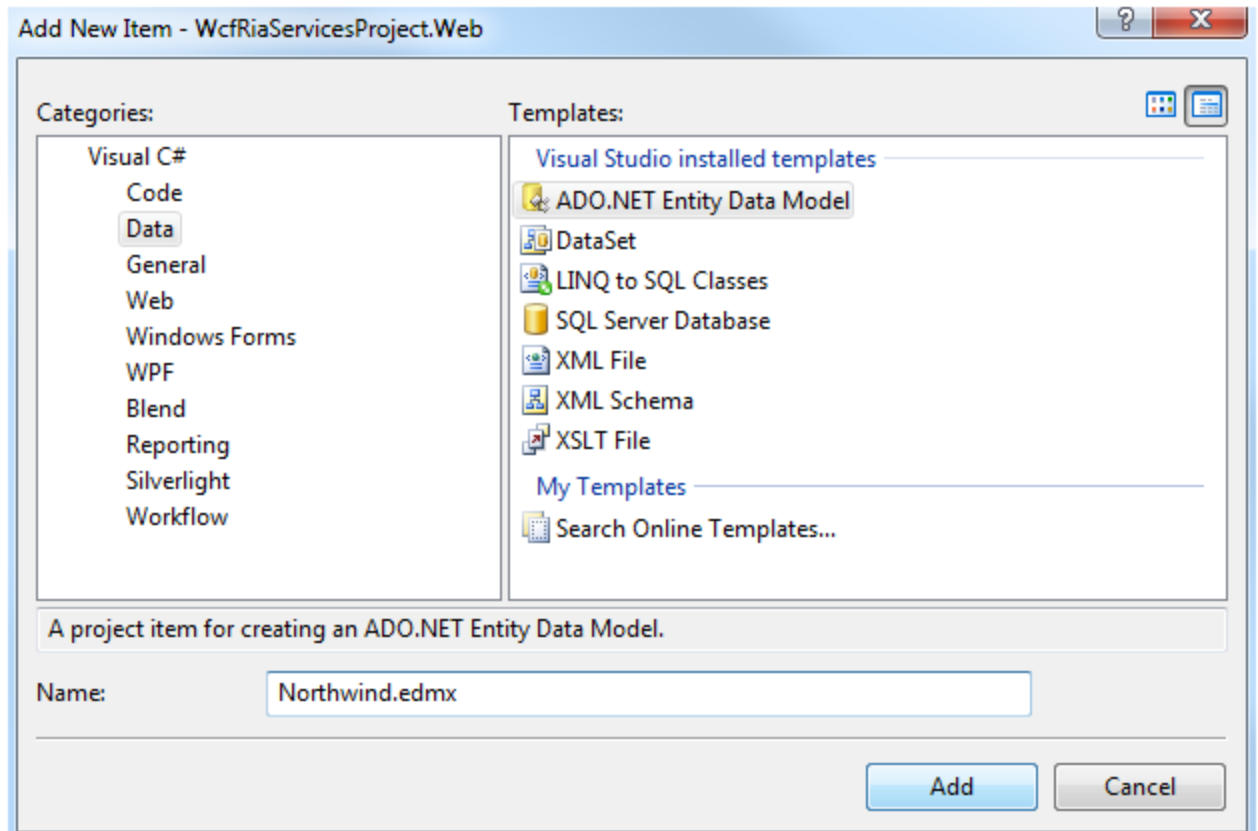 Add New Item - WcfRiaServicesProject.Web
Categories:
Visual C#
Code
Data
General
Web
Windows Forms
WPF
Blend
Reporting
Silverlight
Workflow
Templates:
Visual Studio installed templates
ADO.NET Entity Data Model
DataSet
LINQ to SQL Classes
SQL Server Database
XML File
XML Schema
XSLT File
My Templates
Search Online Templates...
A project item for creating an ADO.NET Entity Data Model.
Name: Northwind.edmx
Add Cancel